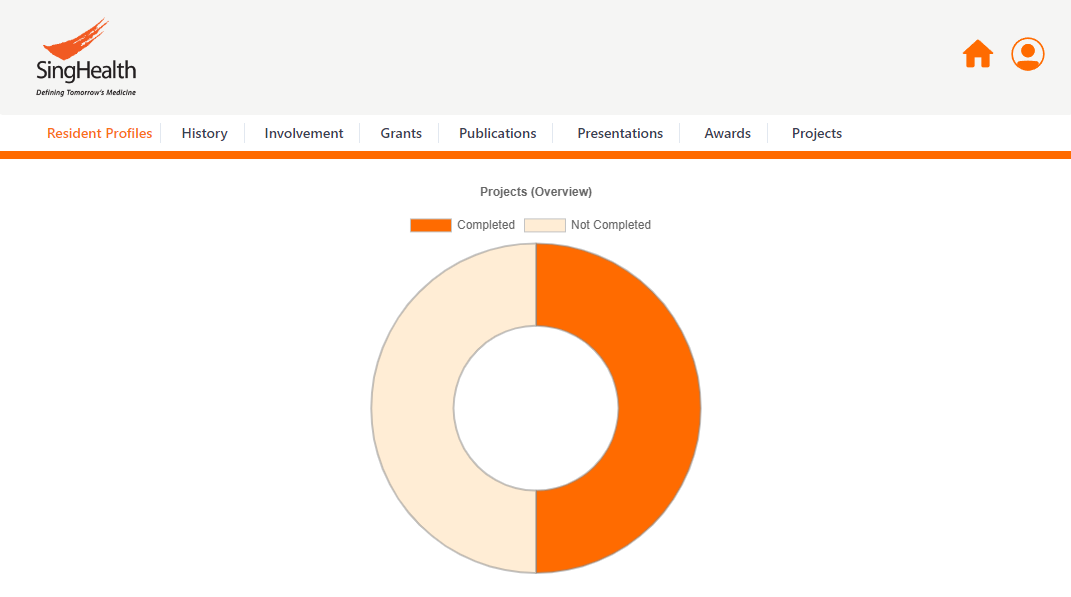 SingHealth
Defining Tomorrow's Medicine
Resident Profiles History Involvement Grants Publications Presentations Awards Projects
Projects (Overview)
Completed Not Completed